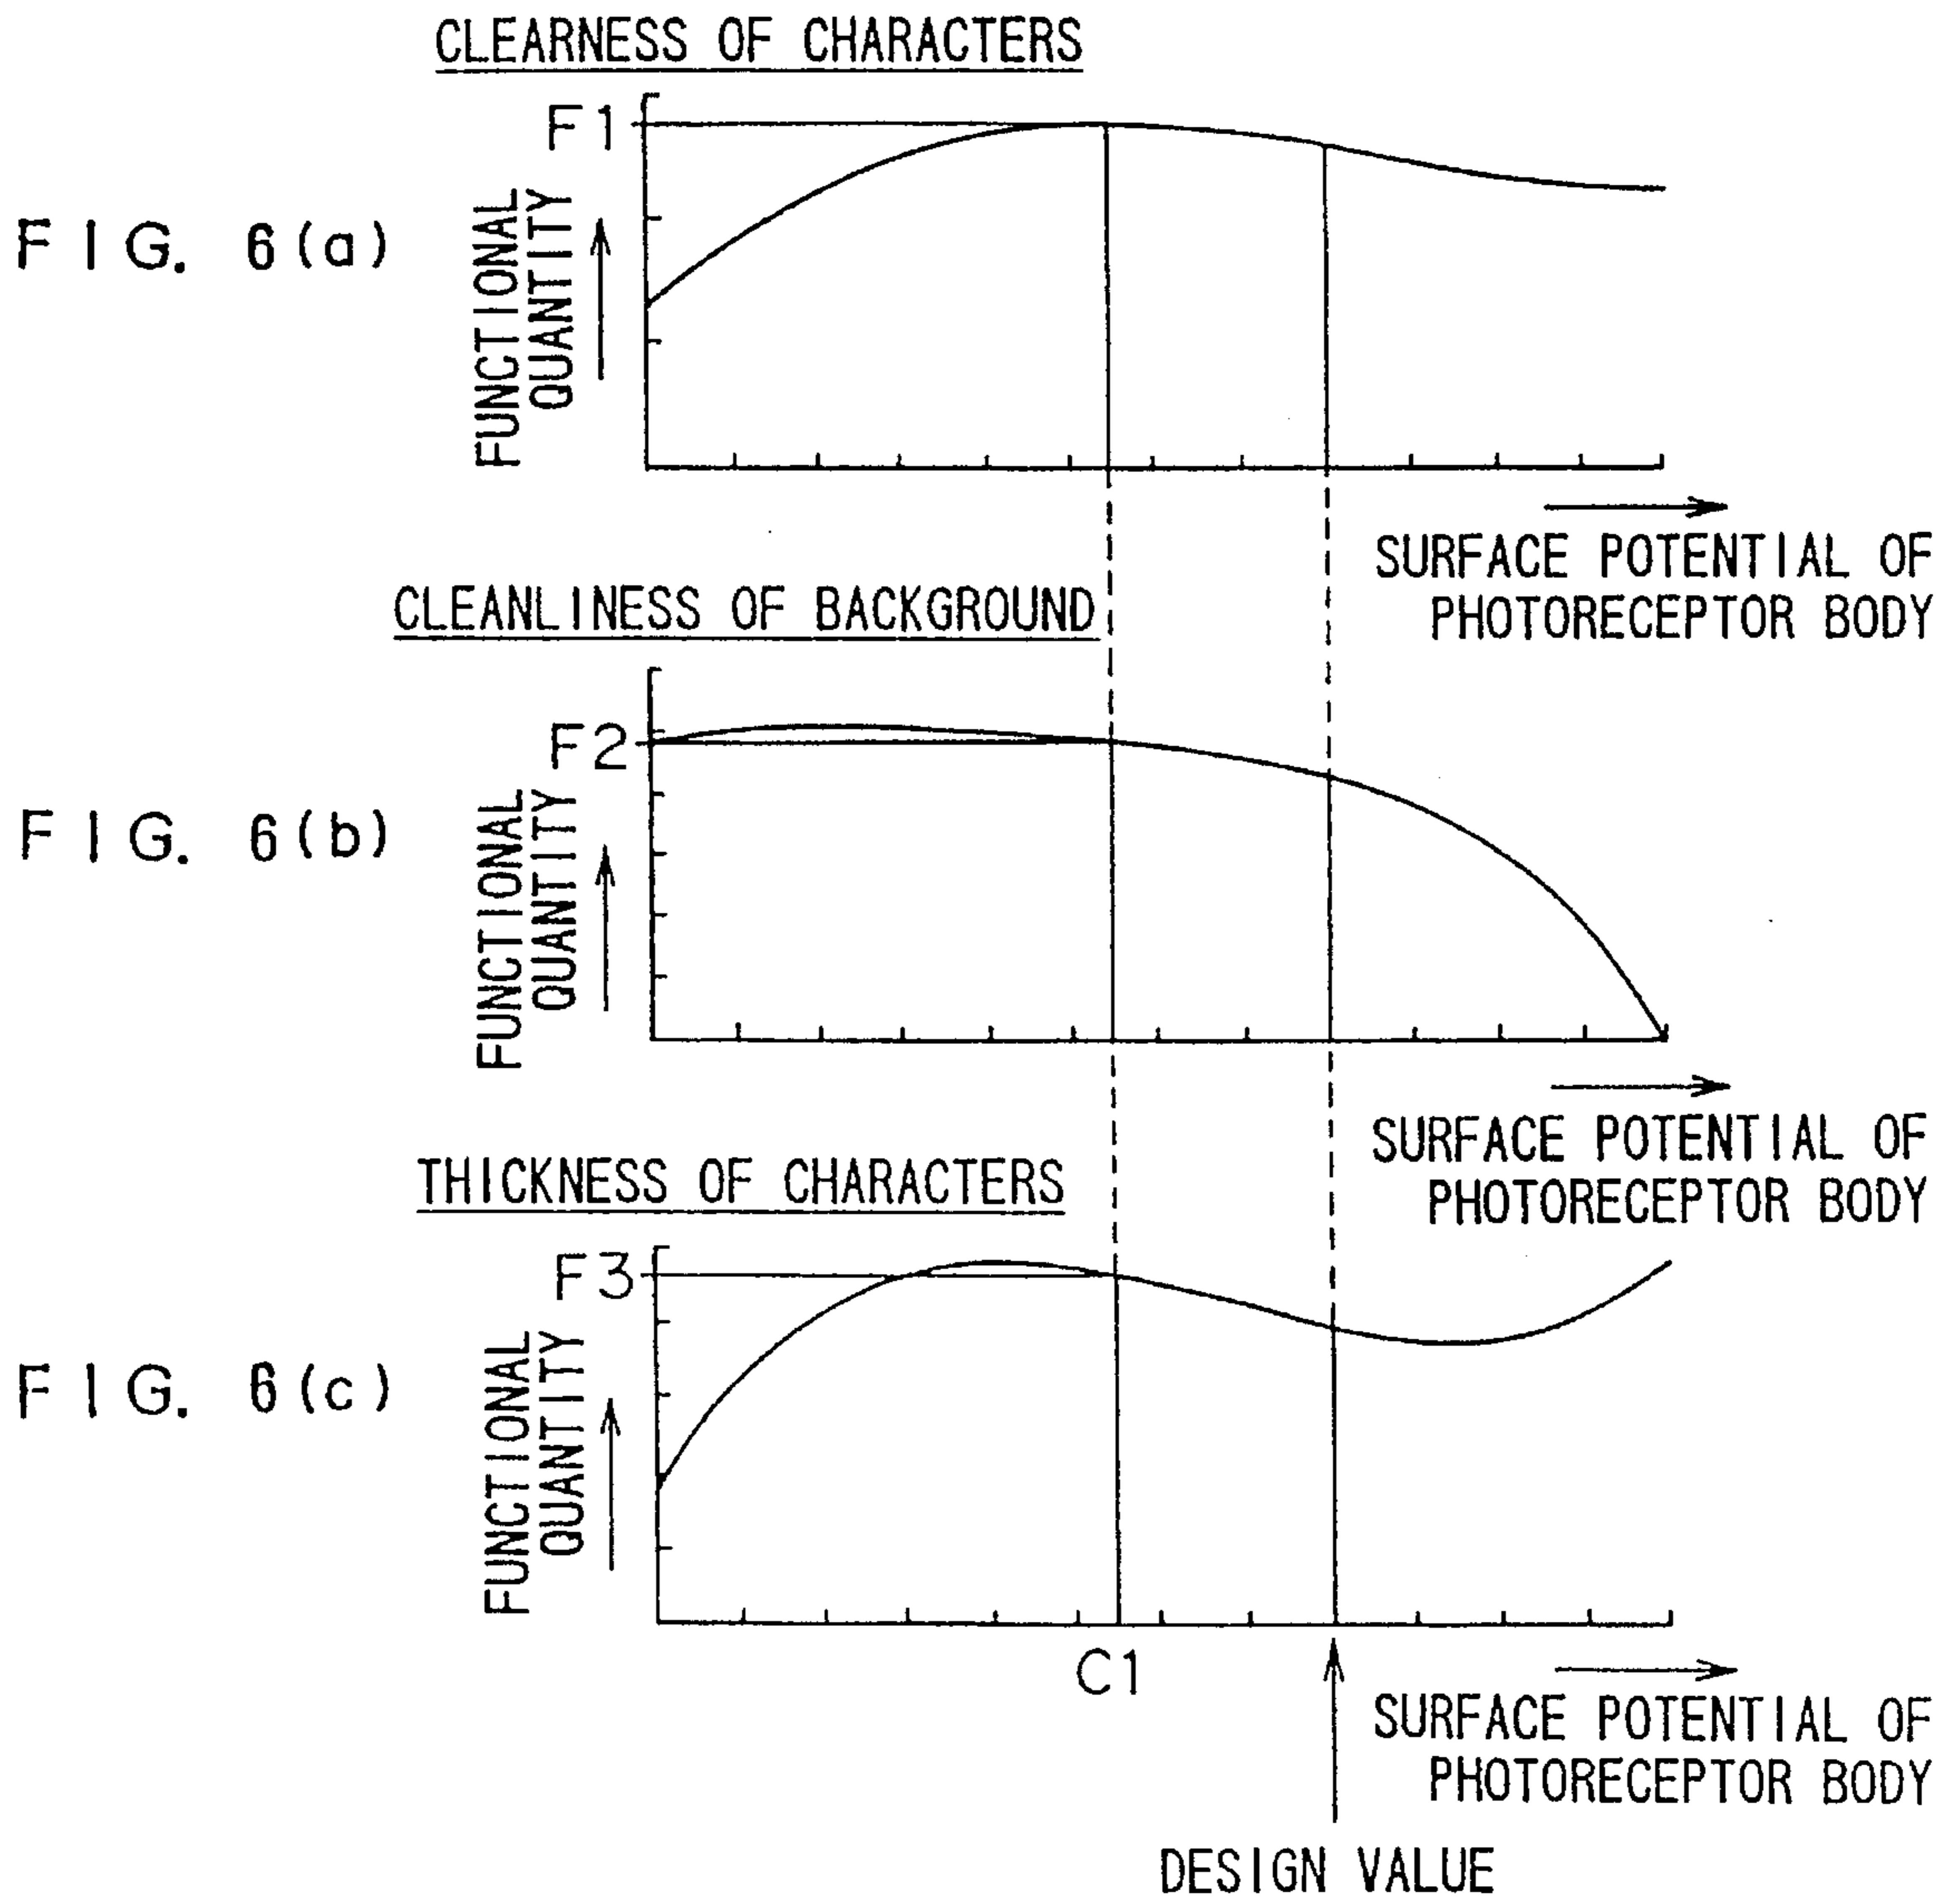 CLEARNESS OF CHARACTERS
F1
FUNCTIONAL
QUANTITY
FIG. 6(a)
SURFACE POTENTIAL OF
PHOTORECEPTOR BODY
CLEANLINESS OF BACKGROUND
F2
FUNCTIONAL
QUANTITY
FIG. 6(b)
SURFACE POTENTIAL OF
PHOTORECEPTOR BODY
THICKNESS OF CHARACTERS
F3
FUNCTIONAL
QUANTITY
FIG. 6(c)
C1
SURFACE POTENTIAL OF
PHOTORECEPTOR BODY
DESIGN VALUE